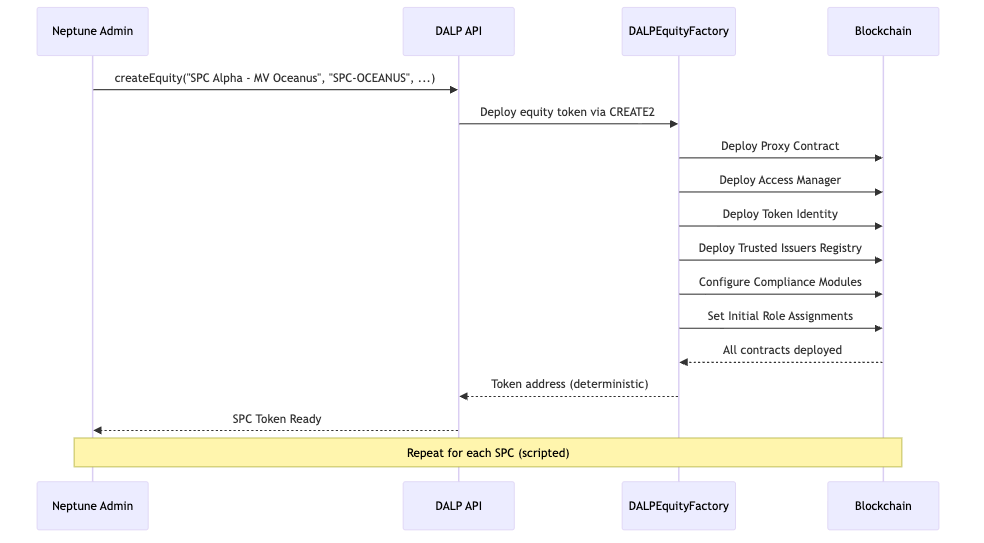 Neptune Admin
DALP API
DALPEquityFactory
Blockchain
createEquity("SPC Alpha - MV Oceanus", "SPC-OCEANUS", ...)
Deploy equity token via CREATE2
Deploy Proxy Contract
Deploy Access Manager
Deploy Token Identity
Deploy Trusted Issuers Registry
Configure Compliance Modules
Set Initial Role Assignments
All contracts deployed
Token address (deterministic)
SPC Token Ready
Repeat for each SPC (scripted)
Neptune Admin
DALP API
DALPEquityFactory
Blockchain